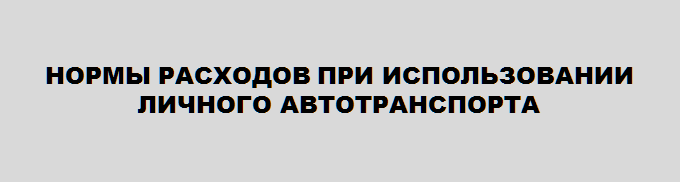 НОРМЫ РАСХОДОВ ПРИ ИСПОЛЬЗОВАНИИ
ЛИЧНОГО АВТОТРАНСПОРТА